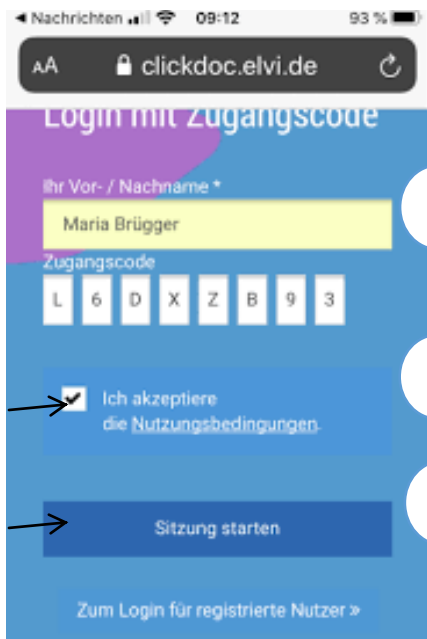 Nachrichten 09:12 93 %
AA clickdoc.elvi.de
Login mit Zugangscode
Ihr Vor- / Nachname *
Maria Brügger
Zugangscode
L 6 D X Z B 9 3
Ich akzeptiere
die Nutzungsbedingungen.
Sitzung starten
Zum Login für registrierte Nutzer »